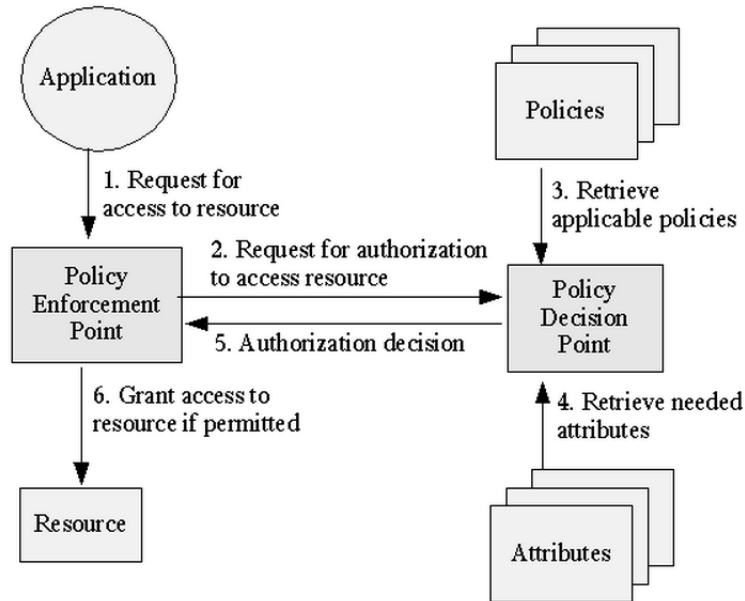 Application
Policies
1. Request for
access to resource
3. Retrieve
applicable policies
2. Request for authorization
to access resource
Policy
Enforcement
Point
Policy
Decision
Point
5. Authorization decision
6. Grant access to
resource if permitted
4. Retrieve needed
attributes
Resource
Attributes